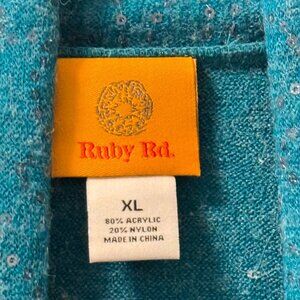 Ruby Rd.
XL
80% ACRYLIC
20% NYLON
MADE IN CHINA